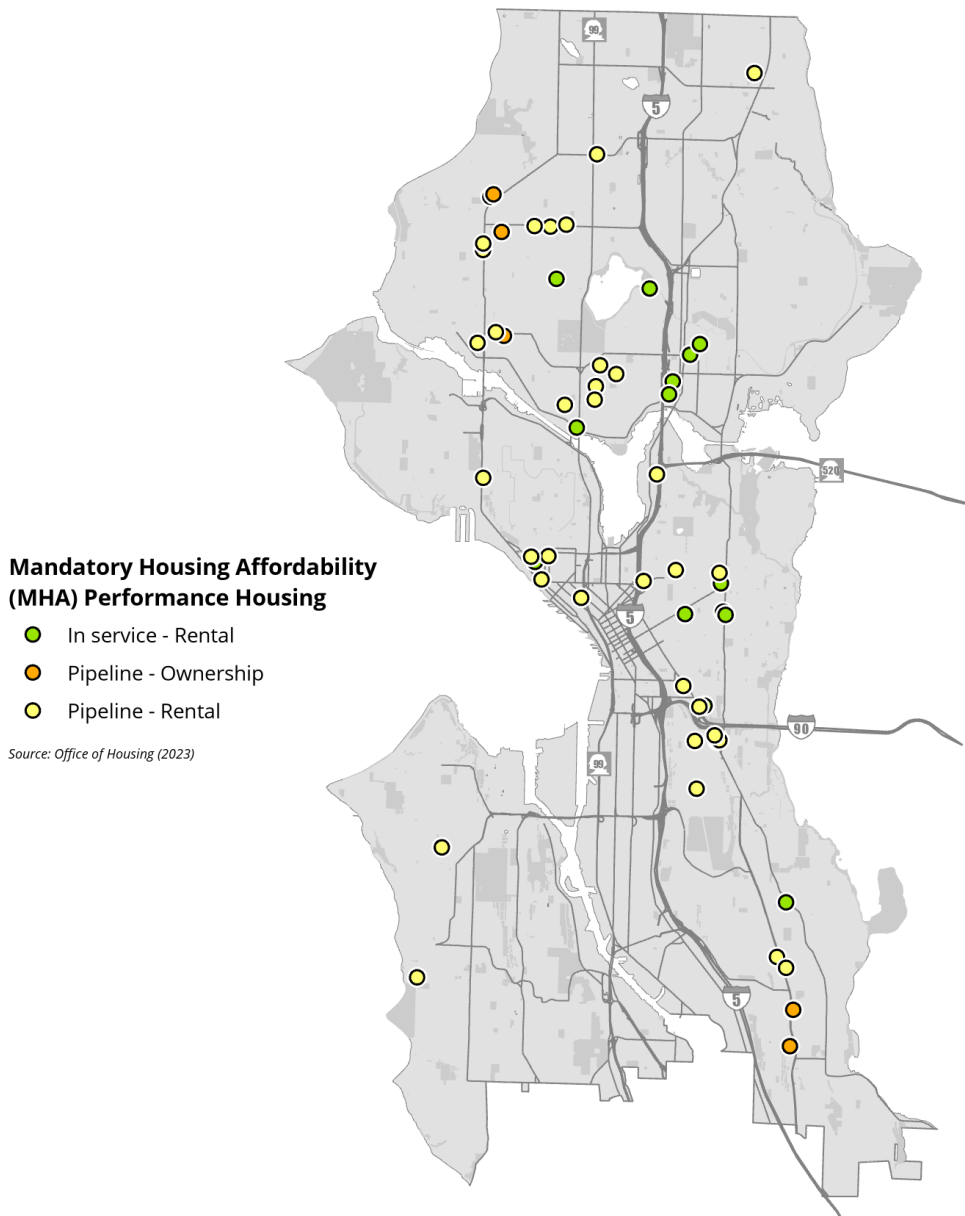 99
5
520
Mandatory Housing Affordability
(MHA) Performance Housing
In service - Rental
5
Pipeline - Ownership
Pipeline - Rental
90
Source: Office of Housing (2023)
99
5